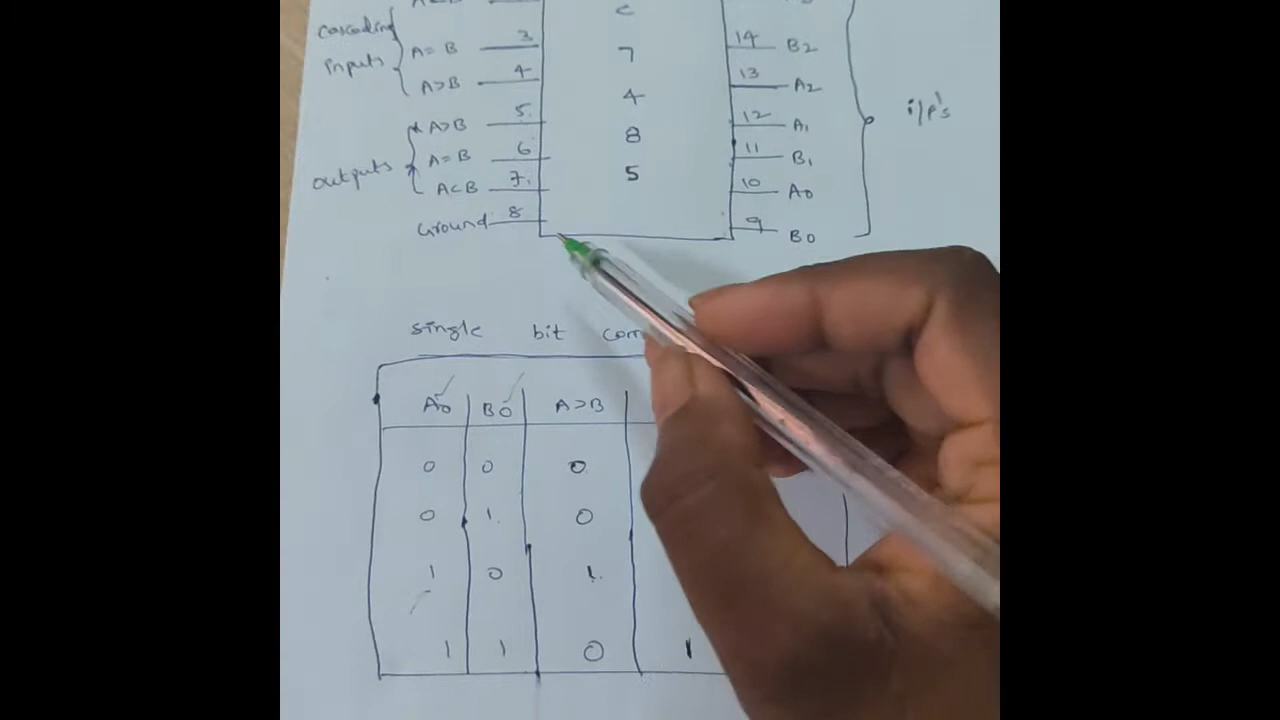 cascading
inputs
A=B 3
A>B 4
outputs
A>B 5
A=B 6
A<B 7
Ground 8
C
7
4
8
5
14 B2
13 A2
12 A1
11 B1
10 A0
9 B0
i/p's
single bit com
A0 B0 A>B
0 0 0
0 1 0
1 0 1
1 1 0 1